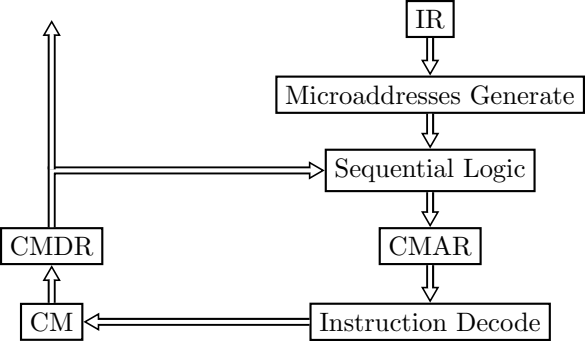 IR
Microaddresses Generate
Sequential Logic
CMDR
CMAR
CM
Instruction Decode